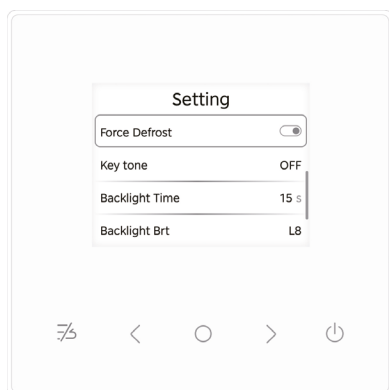 Setting
Force Defrost
Key tone OFF
Backlight Time 15 s
Backlight Brt L8